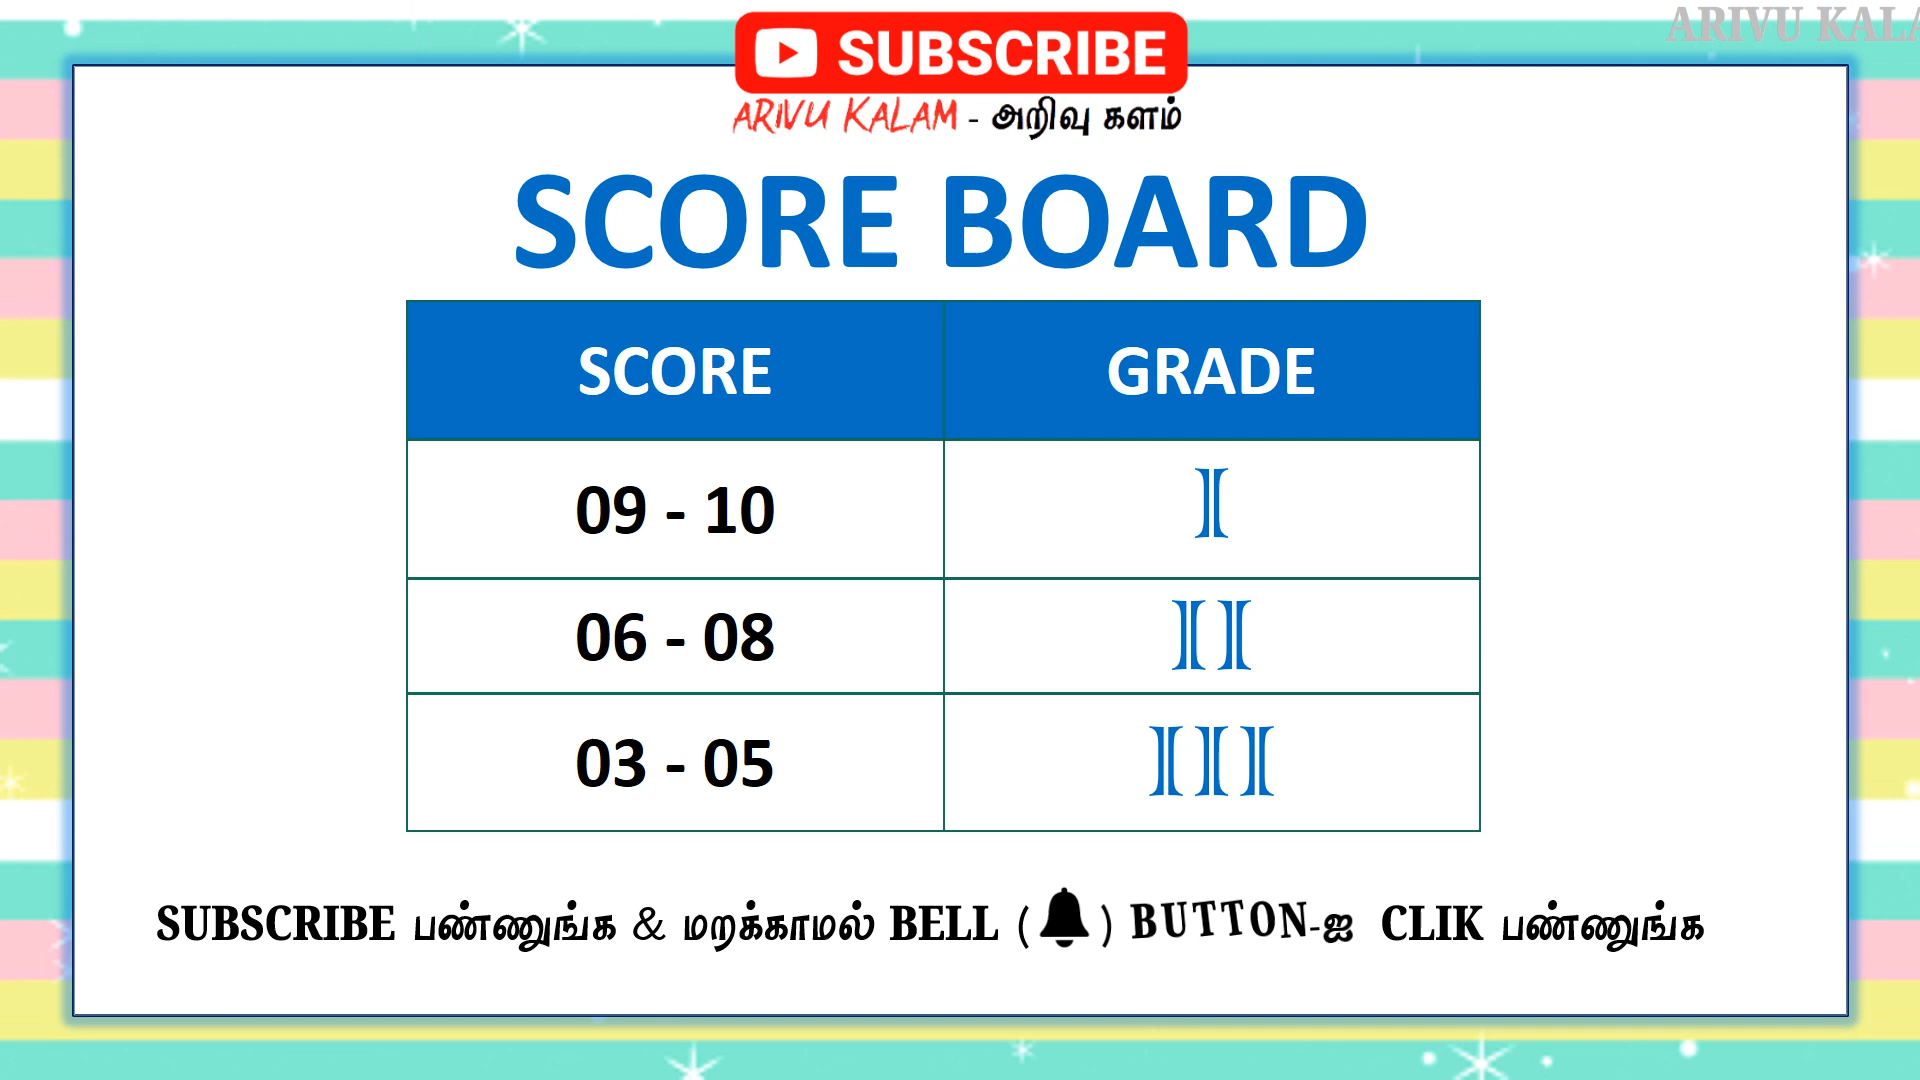 ARIVU KALA
SUBSCRIBE
ARIVU KALAM - அறிவு களம்
SCORE BOARD
SCORE GRADE
09 - 10 I
06 - 08 II
03 - 05 III
SUBSCRIBE பண்ணுங்க & மறக்காமல் BELL ( ) BUTTON-ஐ CLIK பண்ணுங்க